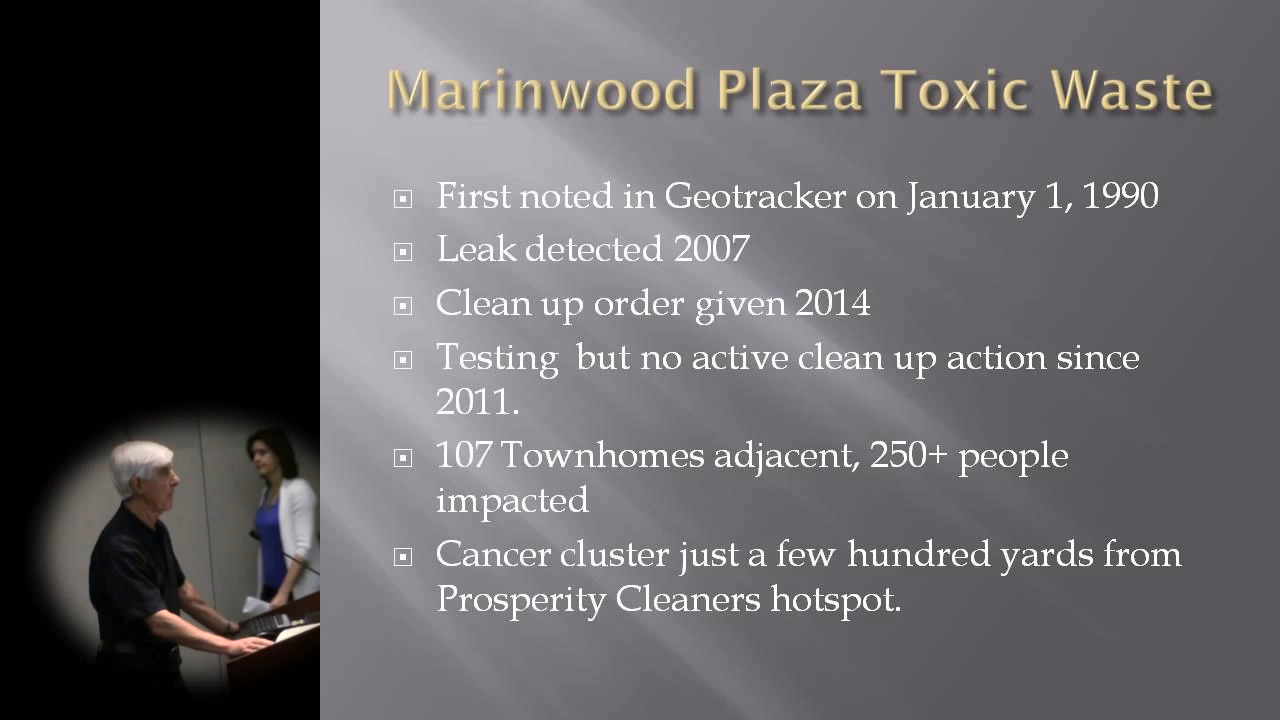 Marinwood Plaza Toxic Waste
First noted in Geotracker on January 1, 1990
Leak detected 2007
Clean up order given 2014
Testing  but no active clean up action since
2011.
107 Townhomes adjacent, 250+ people
impacted
Cancer cluster just a few hundred yards from
Prosperity Cleaners hotspot.